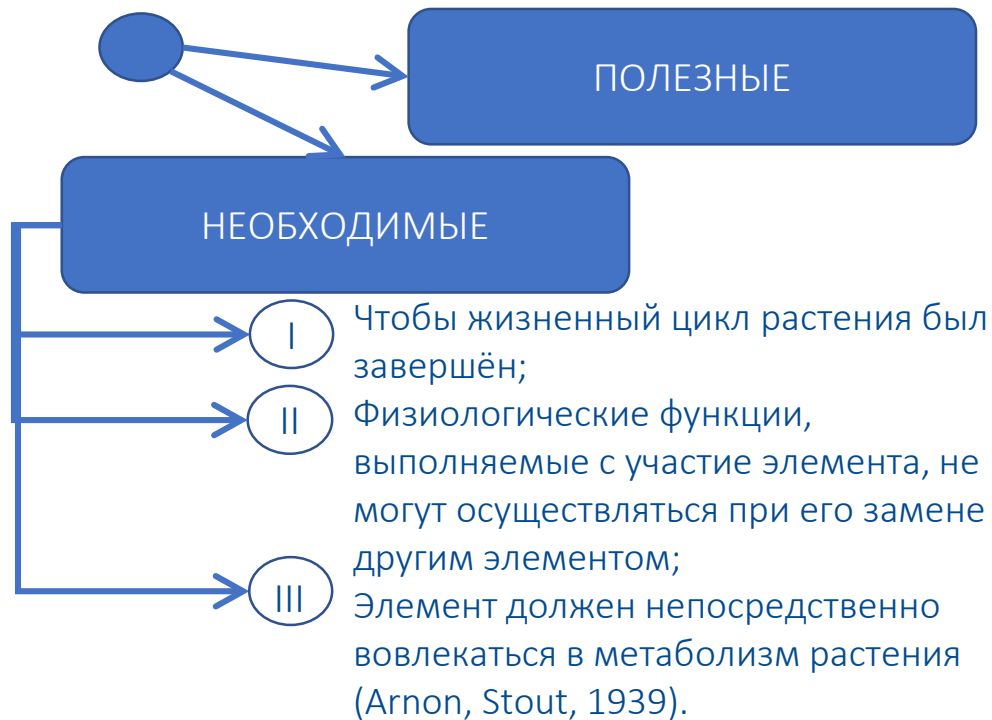 ПОЛЕЗНЫЕ
НЕОБХОДИМЫЕ
I
Чтобы жизненный цикл растения был
завершён;
II
Физиологические функции,
выполняемые с участие элемента, не
могут осуществляться при его замене
другим элементом;
III
Элемент должен непосредственно
вовлекаться в метаболизм растения
(Arnon, Stout, 1939).